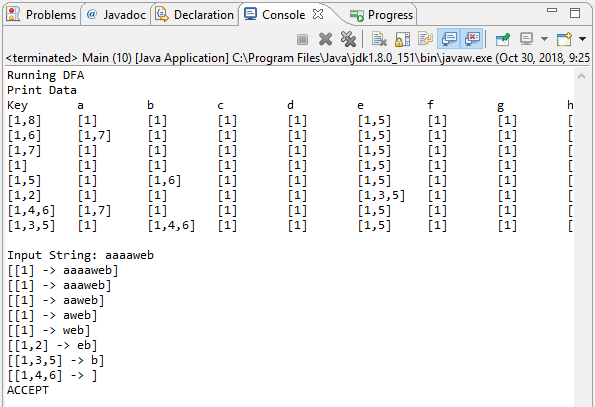 Problems @ Javadoc Declaration Console Progress
<terminated> Main (10) [Java Application] C:\Program Files\Java\jdk1.8.0_151\bin\javaw.exe (Oct 30, 2018, 9:25
Running DFA
Print Data
Key a b c d e f g h
[1,8] [1] [1] [1] [1] [1,5] [1] [1] [
[1,6] [1,7] [1] [1] [1] [1,5] [1] [1] [
[1,7] [1] [1] [1] [1] [1,5] [1] [1] [
[1] [1] [1] [1] [1] [1,5] [1] [1] [
[1,5] [1] [1,6] [1] [1] [1,5] [1] [1] [
[1,2] [1] [1] [1] [1] [1,3,5] [1] [1] [
[1,4,6] [1,7] [1] [1] [1] [1,5] [1] [1] [
[1,3,5] [1] [1,4,6] [1] [1] [1,5] [1] [1] [
Input String: aaaaweb
[[1] -> aaaaweb]
[[1] -> aaaweb]
[[1] -> aaweb]
[[1] -> aweb]
[[1] -> web]
[[1,2] -> eb]
[[1,3,5] -> b]
[[1,4,6] -> ]
ACCEPT